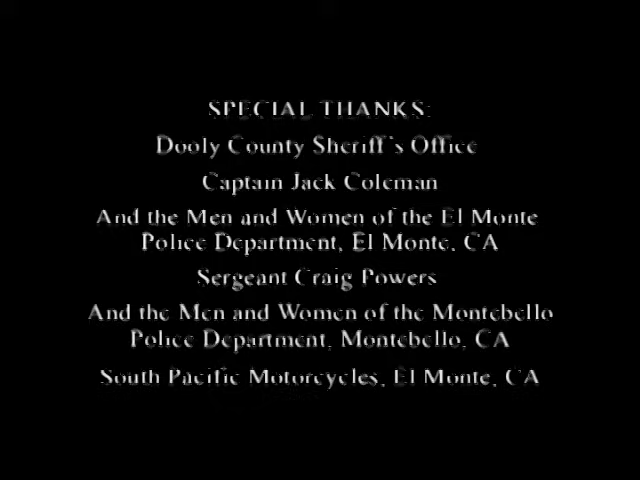 SPECIAL THANKS:
Dooly County Sheriff's Office
Captain Jack Coleman
And the Men and Women of the El Monte
Police Department, El Monte, CA
Sergeant Craig Powers
And the Men and Women of the Montebello
Police Department, Montebello, CA
South Pacific Motorcycles, El Monte, CA